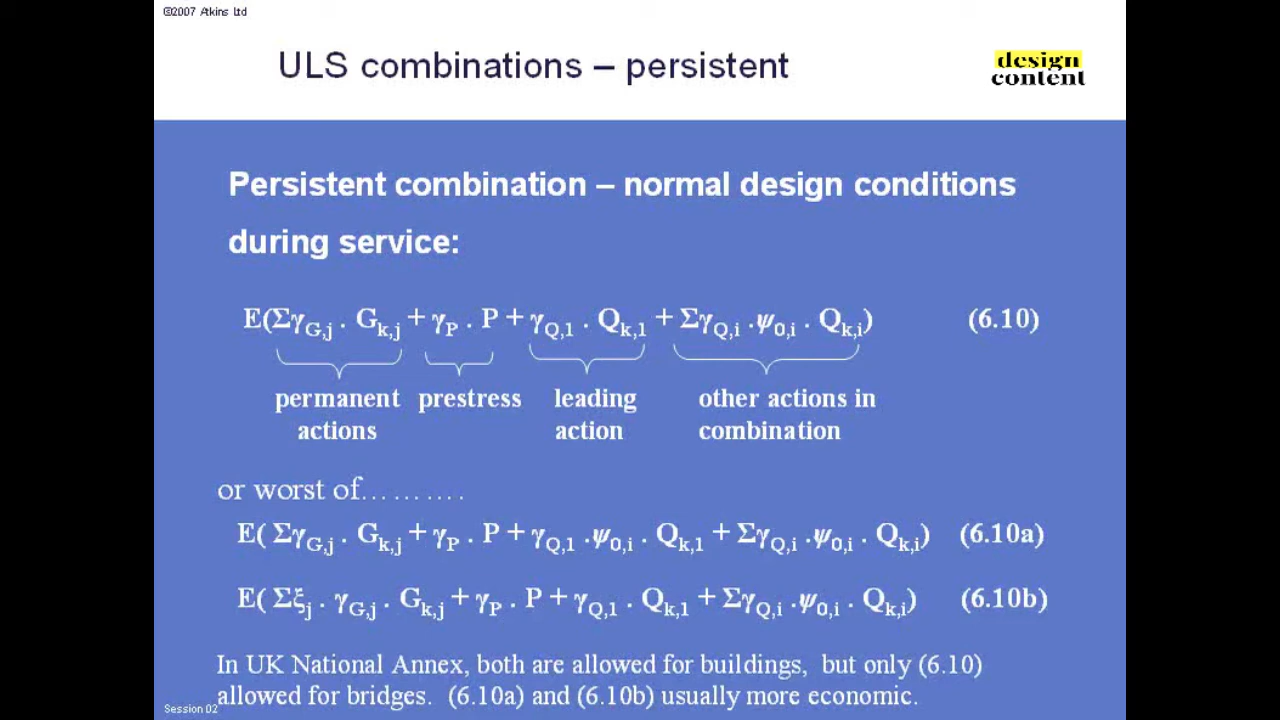 ©2007 Atkins Ltd
ULS combinations – persistent
design
content
Persistent combination – normal design conditions
during service:
E(Σγ_G,j . G_k,j + γ_P . P + γ_Q,1 . Q_k,1 + Σγ_Q,i .ψ_0,i . Q_k,i) (6.10)
permanent prestress leading other actions in
actions action combination
or worst of……….
E( Σγ_G,j . G_k,j + γ_P . P + γ_Q,1 .ψ_0,i . Q_k,1 + Σγ_Q,i .ψ_0,i . Q_k,i) (6.10a)
E( Σξ_j . γ_G,j . G_k,j + γ_P . P + γ_Q,1 . Q_k,1 + Σγ_Q,i .ψ_0,i . Q_k,i) (6.10b)
In UK National Annex, both are allowed for buildings, but only (6.10)
allowed for bridges. (6.10a) and (6.10b) usually more economic.
Session 02